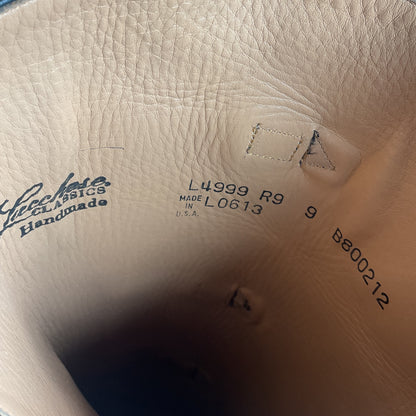 Lucchese
CLASSICS
Handmade
L4999 R9 9 B800212
MADE IN U.S.A. L0613